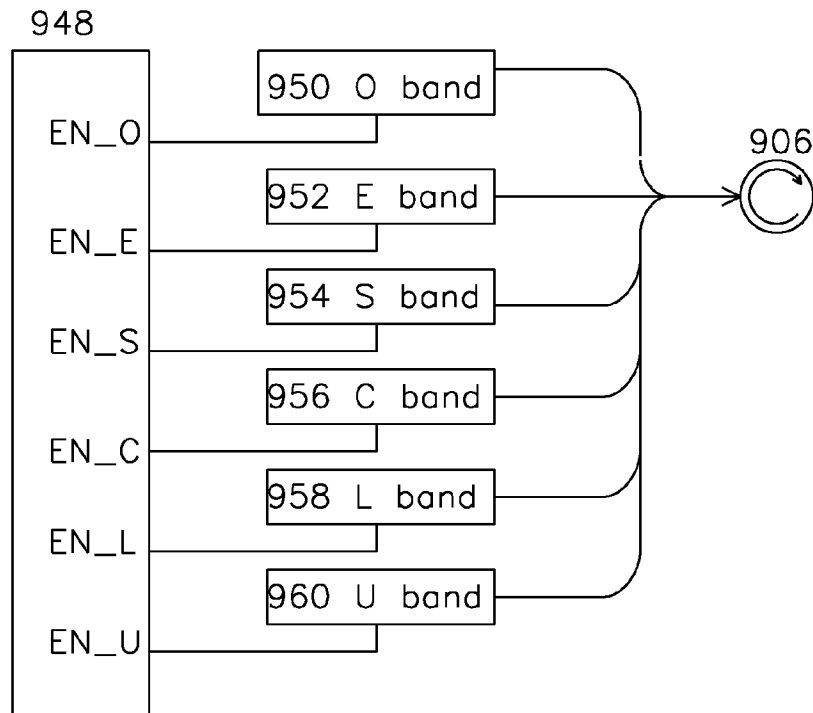 948
950 O band
EN_O
906
952 E band
EN_E
954 S band
EN_S
956 C band
EN_C
958 L band
EN_L
960 U band
EN_U